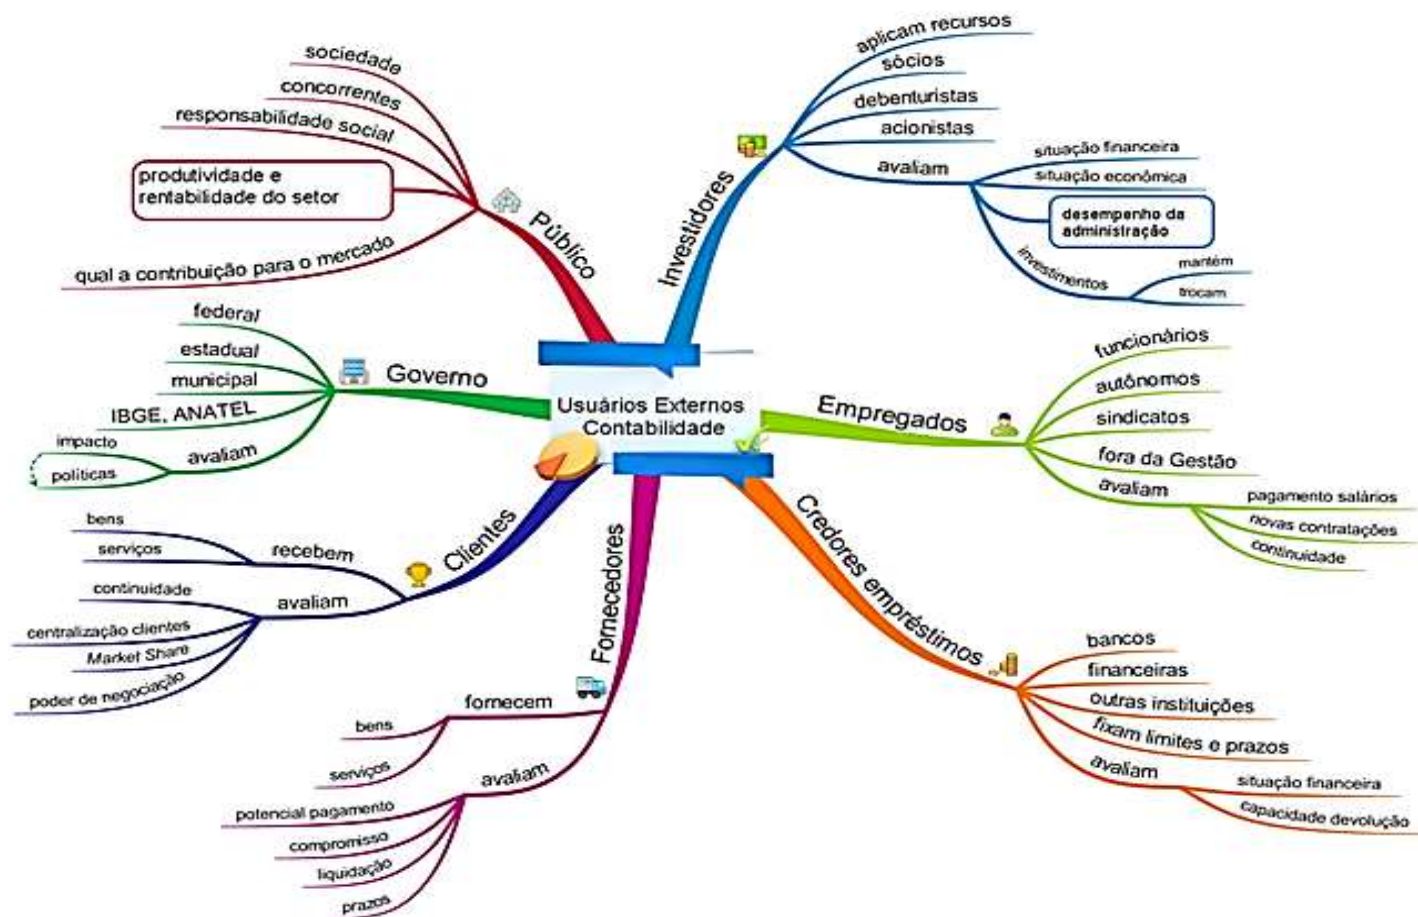 Usuários Externos
Contabilidade
Público
sociedade
concorrentes
responsabilidade social
produtividade e
rentabilidade do setor
qual a contribuição para o mercado
Investidores
aplicam recursos
sócios
debenturistas
acionistas
avaliam
situação financeira
situação econômica
desempenho da
administração
investimentos
mantém
trocam
Governo
federal
estadual
municipal
IBGE, ANATEL
avaliam
impacto
políticas
Empregados
funcionários
autônomos
sindicatos
fora da Gestão
avaliam
pagamento salários
novas contratações
continuidade
Clientes
recebem
bens
serviços
avaliam
continuidade
centralização clientes
Market Share
poder de negociação
Fornecedores
fornecem
bens
serviços
avaliam
potencial pagamento
compromisso
liquidação
prazos
Credores empréstimos
bancos
financeiras
outras instituições
fixam limites e prazos
avaliam
situação financeira
capacidade devolução